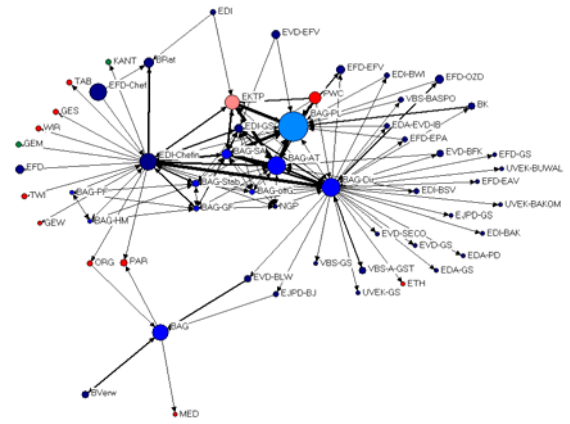 EDI
EVD-EFV
KANT
BRat
TAB
EFD-Chef
EFD-EFV
EDI-BWI
EFD-OZD
GES
EKTP
PWC
VBS-BASPO
BK
WIR
BAG-PL
EDI-GS
EDA-EVD-IB
GEM
EFD-EPA
EDI-Chefin
BAG-SAM
EVD-BFK
EFD-GS
EFD
BAG-AT
UVEK-BUWAL
BAG-Stab
BAG-Dir
EFD-EAV
TWI
BAG-PF
BAG-GF
NGP
EDI-BSV
UVEK-BAKOM
GEW
BAG-HM
EJPD-GS
EVD-SECO
EDI-BAK
EVD-GS
ORG
PAR
EDA-PD
VBS-GS
VBS-A-GST
EDA-GS
EVD-BLW
ETH
EJPD-BJ
UVEK-GS
BAG
BVerw
MED